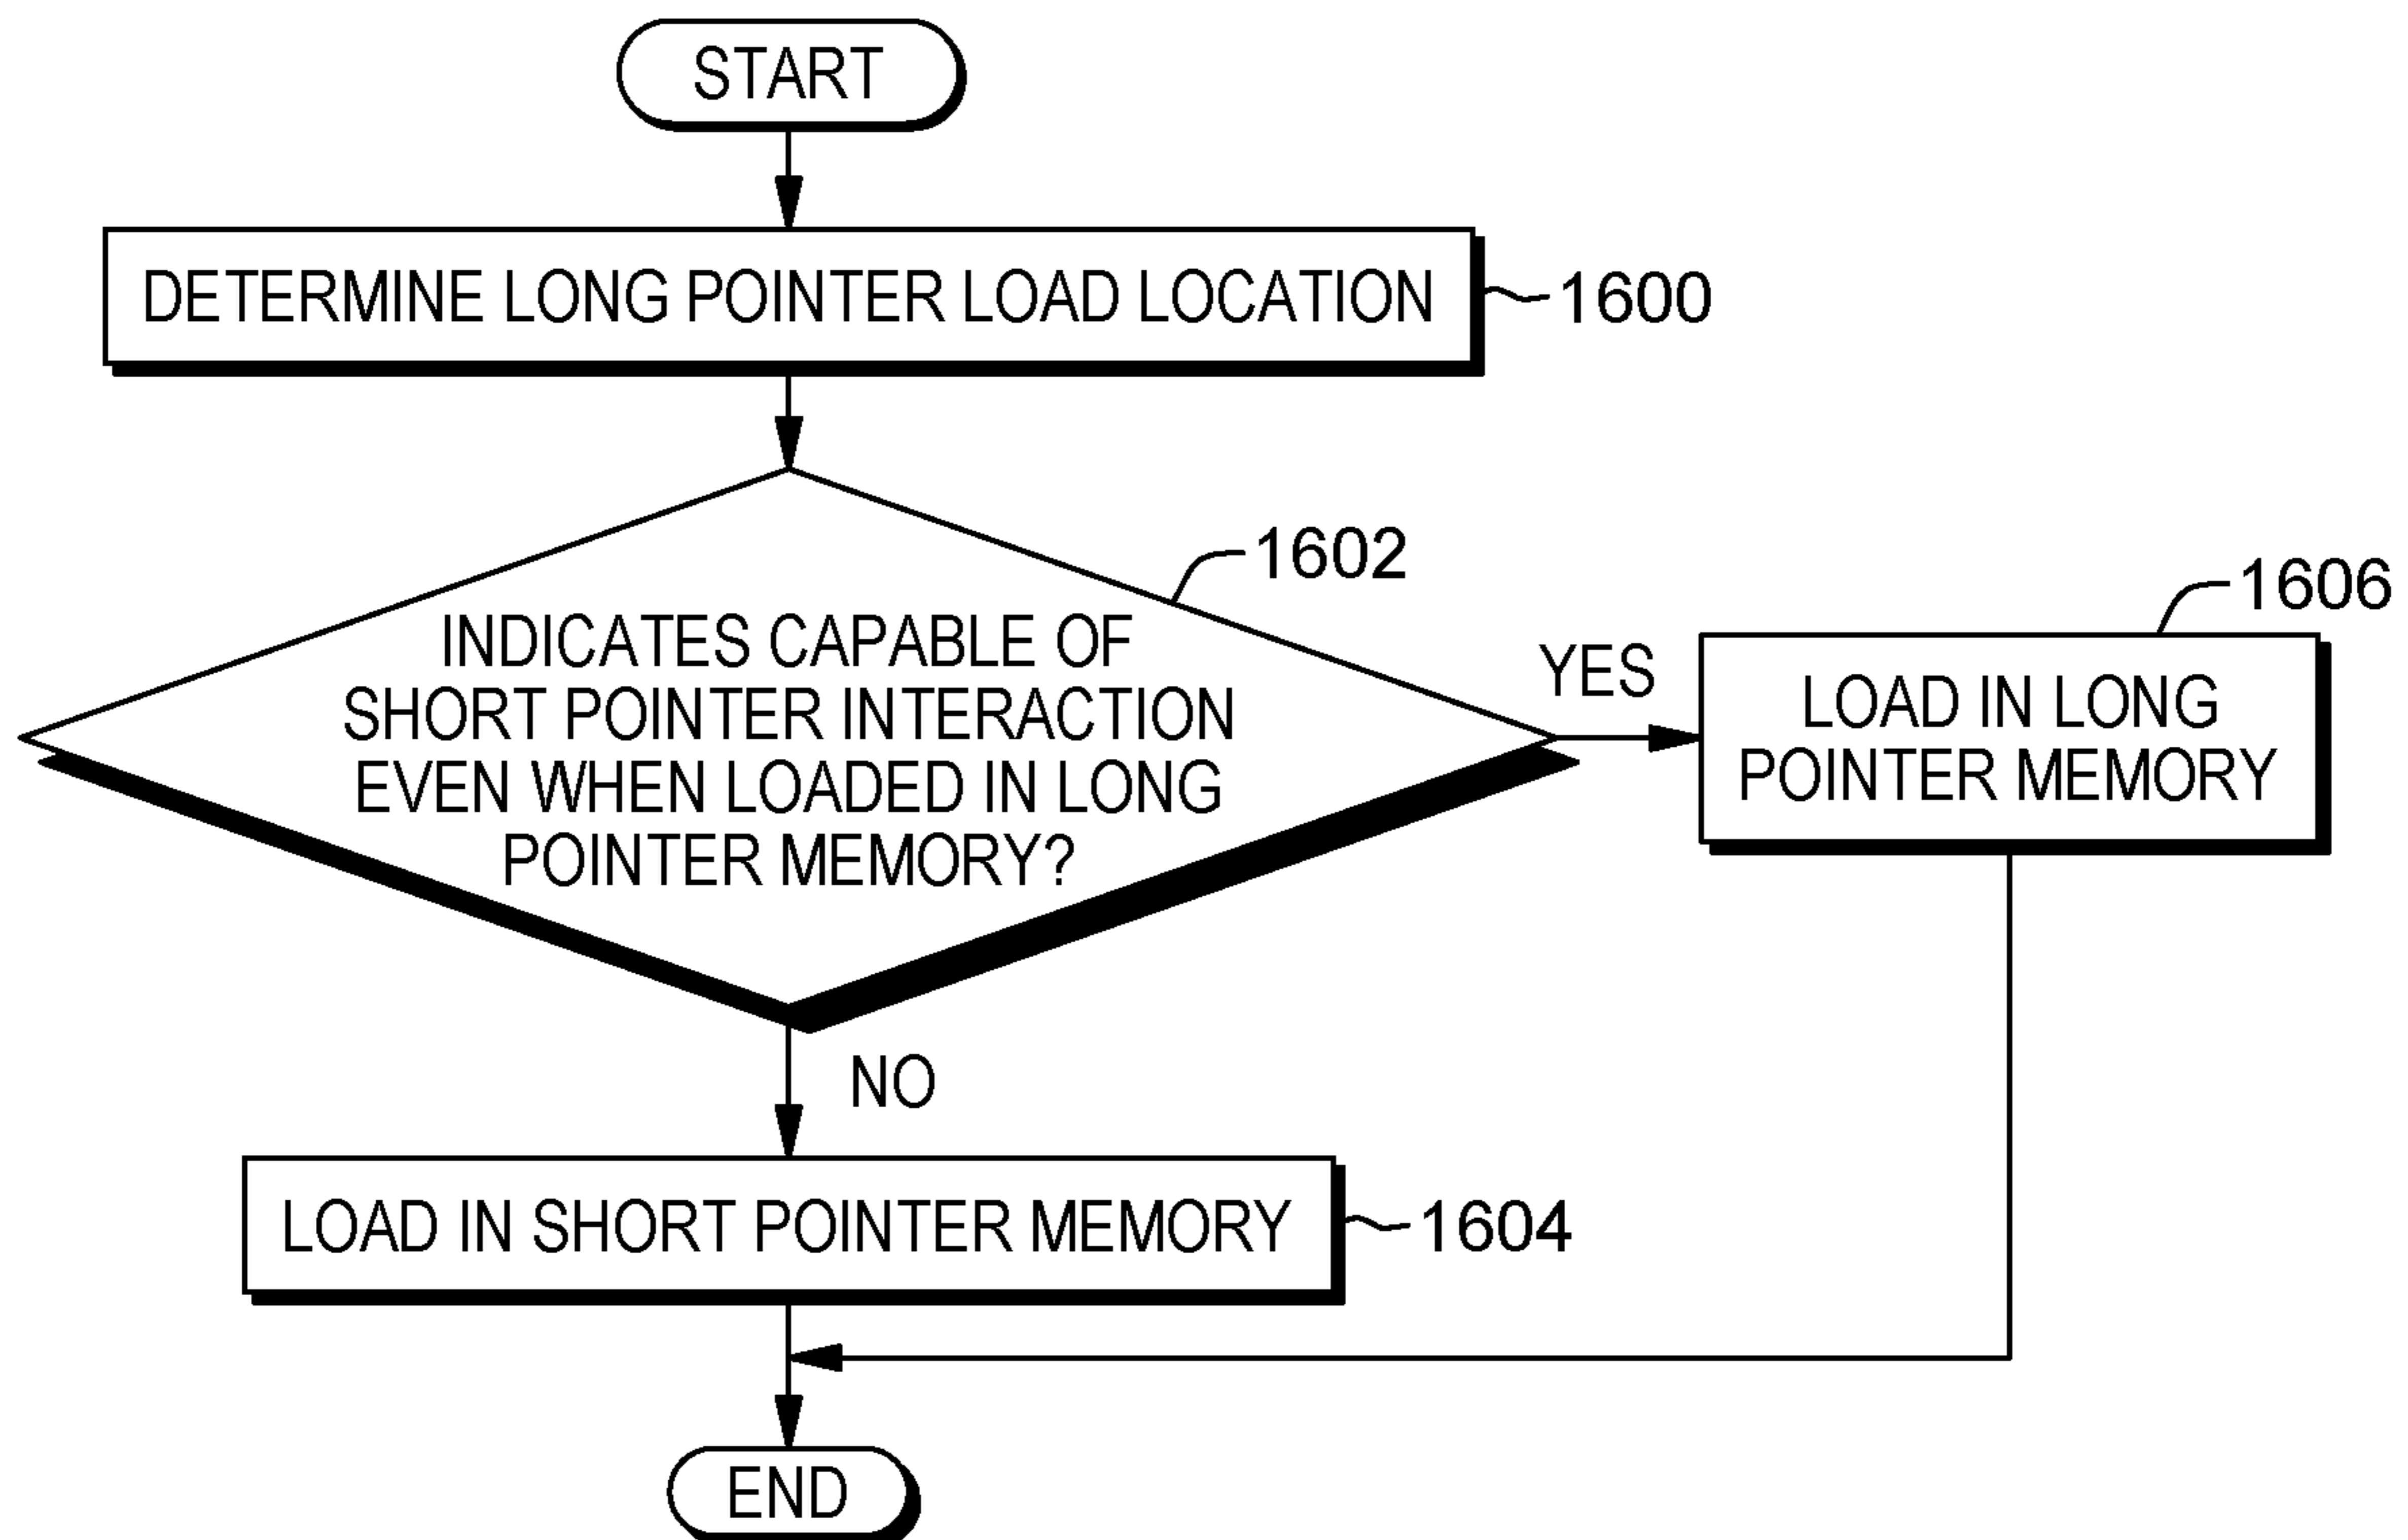 START
DETERMINE LONG POINTER LOAD LOCATION
1600
1602
INDICATES CAPABLE OF
SHORT POINTER INTERACTION
EVEN WHEN LOADED IN LONG
POINTER MEMORY?
YES
1606
LOAD IN LONG
POINTER MEMORY
NO
LOAD IN SHORT POINTER MEMORY
1604
END